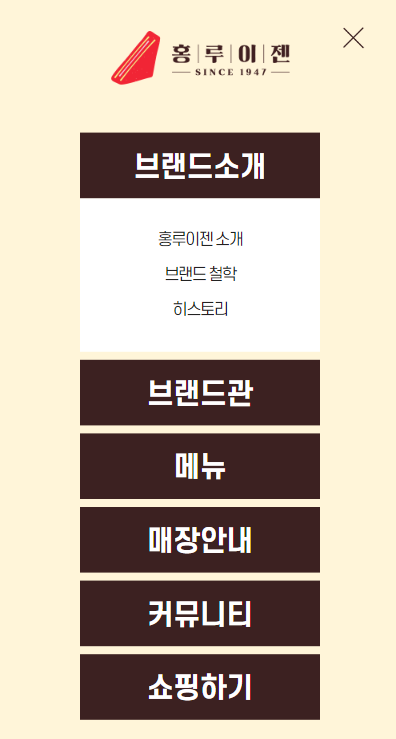 홍루이젠
SINCE 1947
브랜드소개
홍루이젠 소개
브랜드 철학
히스토리
브랜드관
메뉴
매장안내
커뮤니티
쇼핑하기